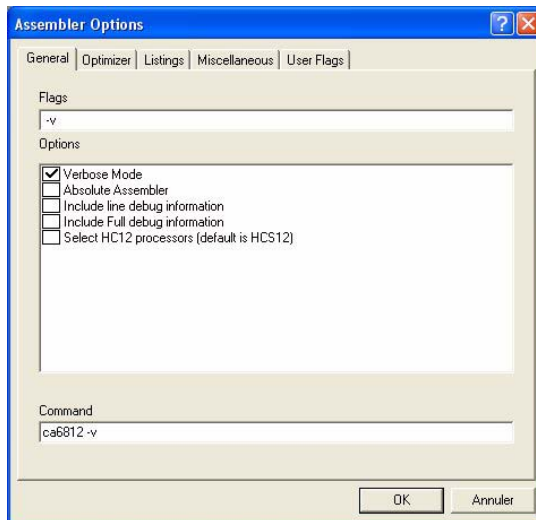 Assembler Options
General Optimizer Listings Miscellaneous User Flags
Flags
-v
Options
Verbose Mode
Absolute Assembler
Include line debug information
Include Full debug information
Select HC12 processors (default is HCS12)
Command
ca6812 -v
OK Annuler